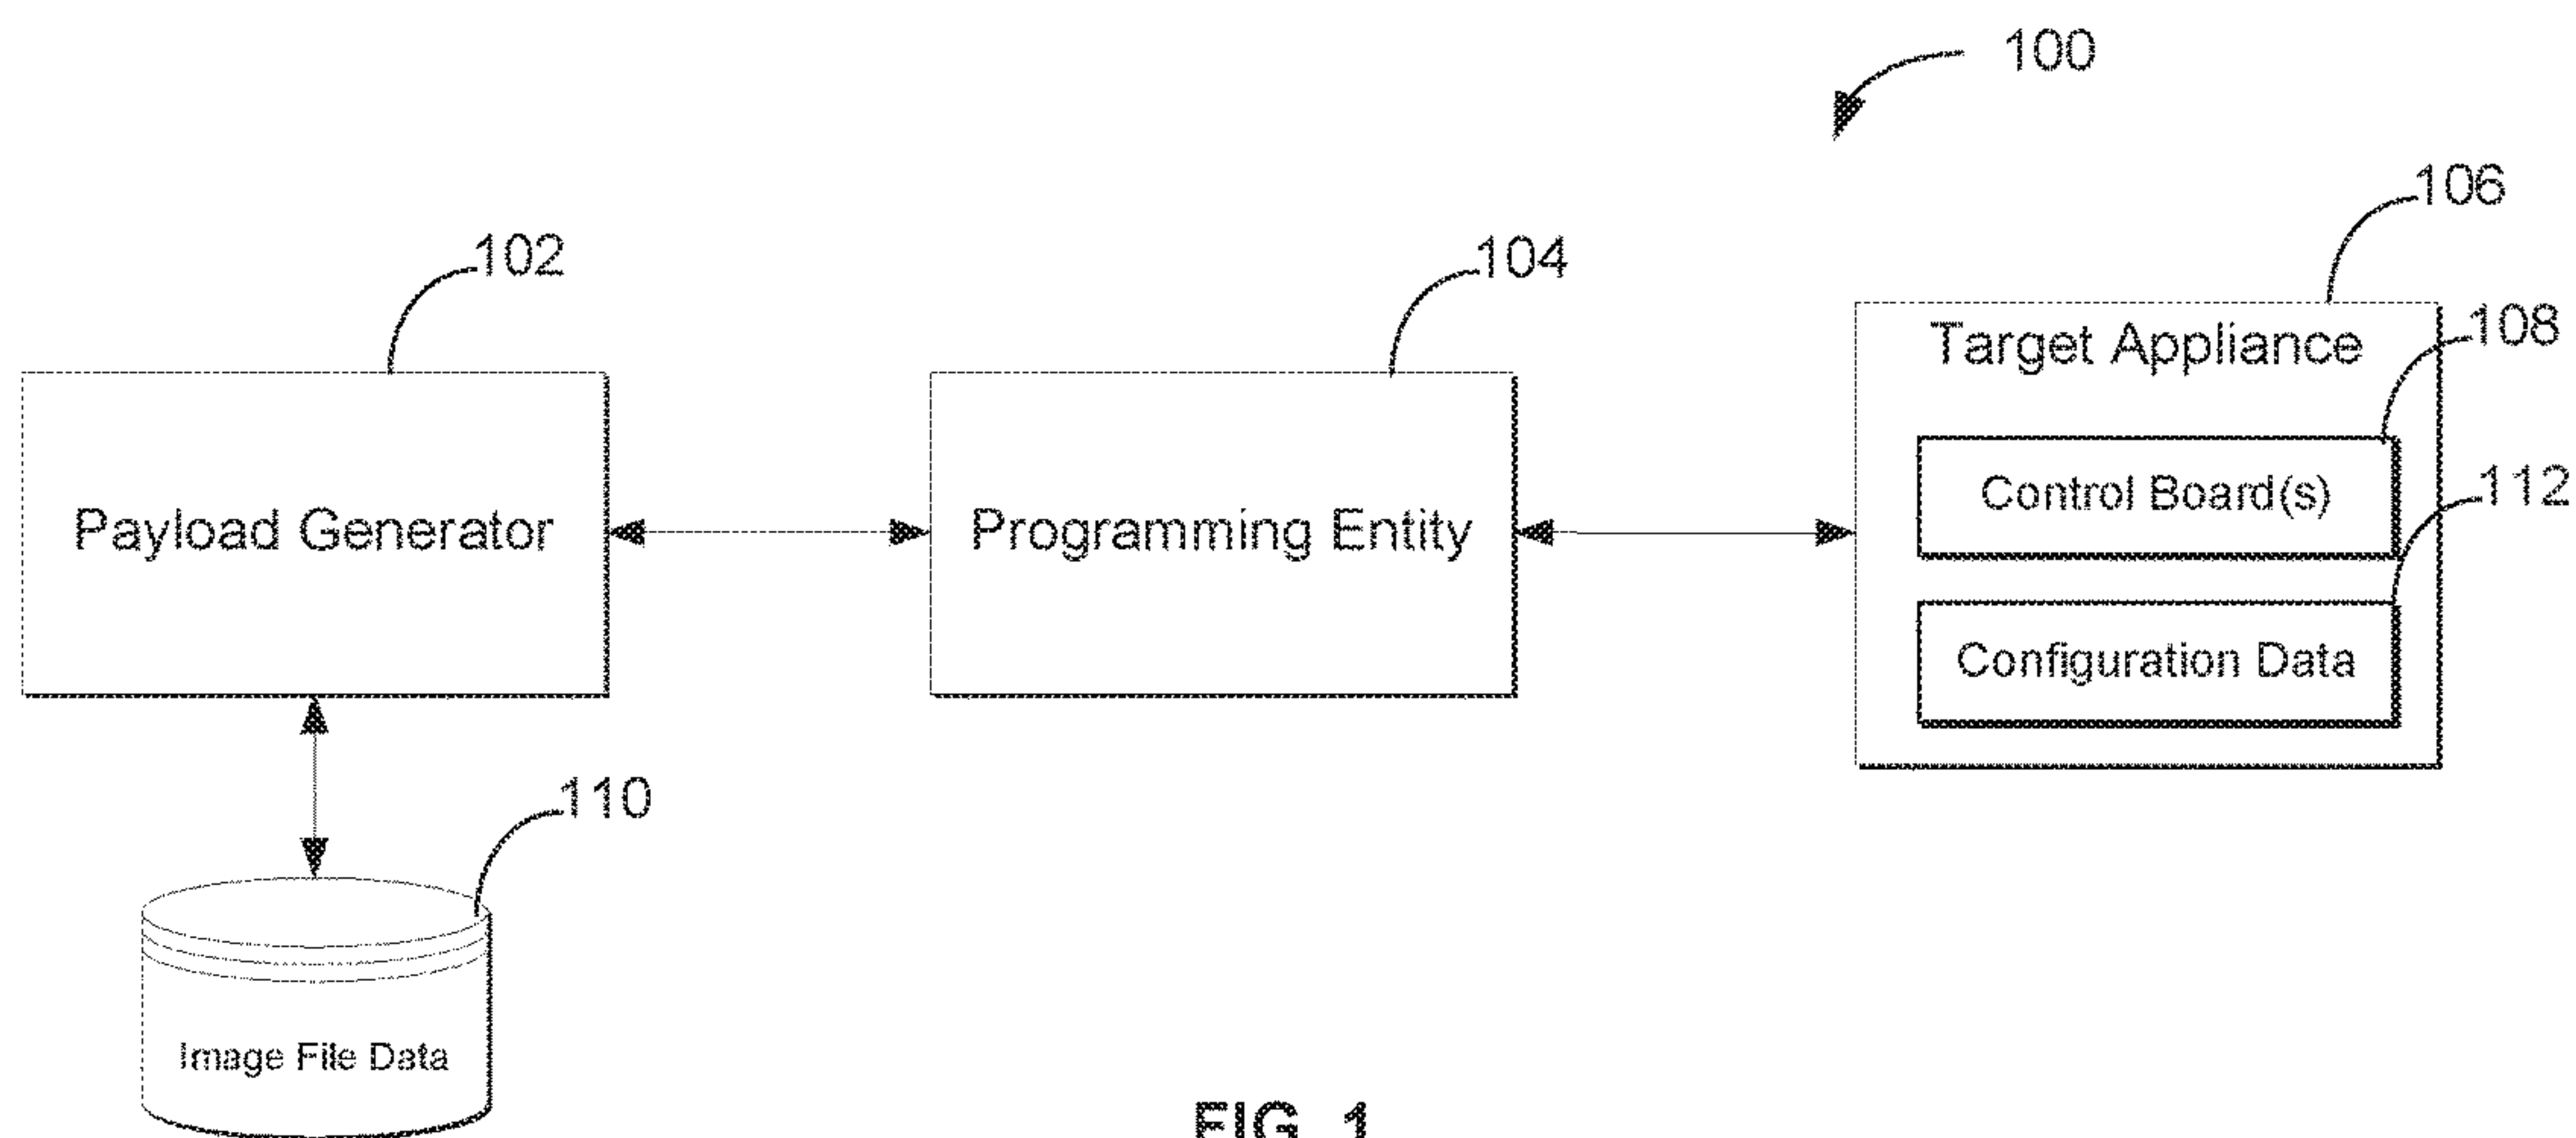 100
106
102
104
Target Appliance
108
Control Board(s)
112
Payload Generator
Programming Entity
Configuration Data
110
Image File Data
FIG. 1